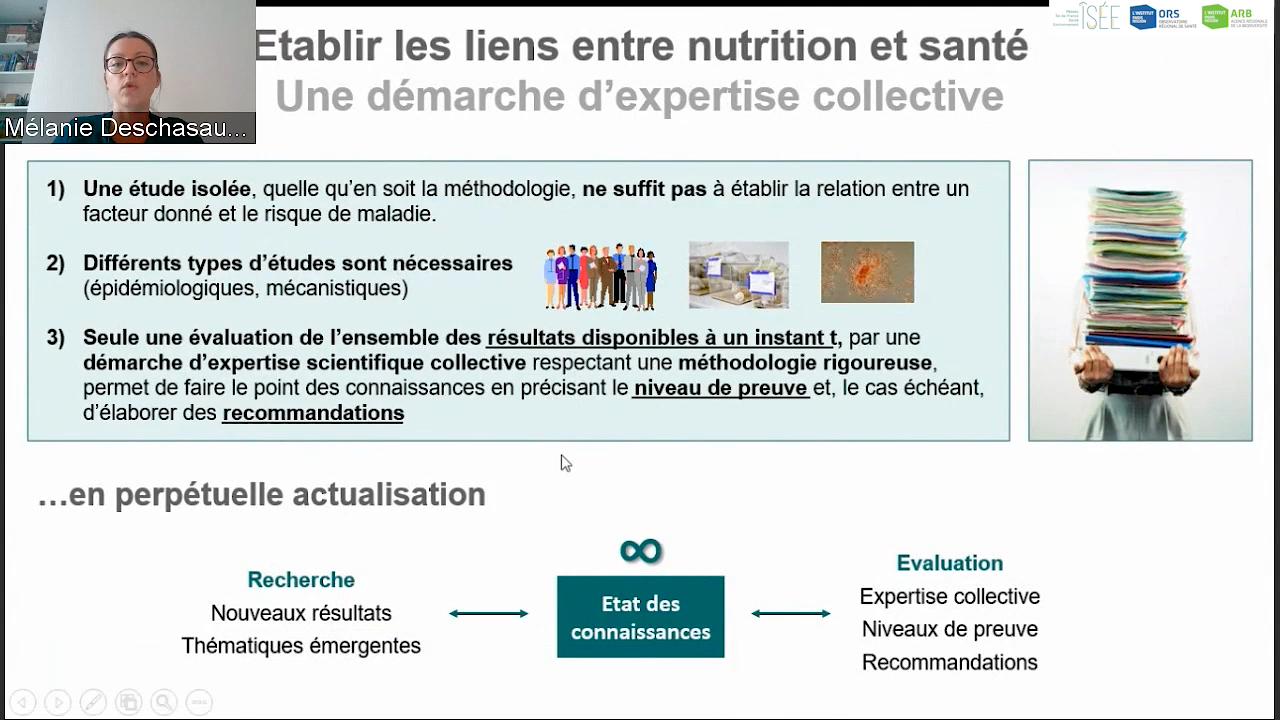 Etablir les liens entre nutrition et santé
Une démarche d'expertise collective
Mélanie Deschasau...
ISÉE
ORS
ARB
1) Une étude isolée, quelle qu'en soit la méthodologie, ne suffit pas à établir la relation entre un
facteur donné et le risque de maladie.
2) Différents types d'études sont nécessaires
(épidémiologiques, mécanistiques)
3) Seule une évaluation de l'ensemble des résultats disponibles à un instant t, par une
démarche d'expertise scientifique collective respectant une méthodologie rigoureuse,
permet de faire le point des connaissances en précisant le niveau de preuve et, le cas échéant,
d'élaborer des recommandations
…en perpétuelle actualisation
∞
Recherche
Nouveaux résultats
Thématiques émergentes
Etat des
connaissances
Evaluation
Expertise collective
Niveaux de preuve
Recommandations